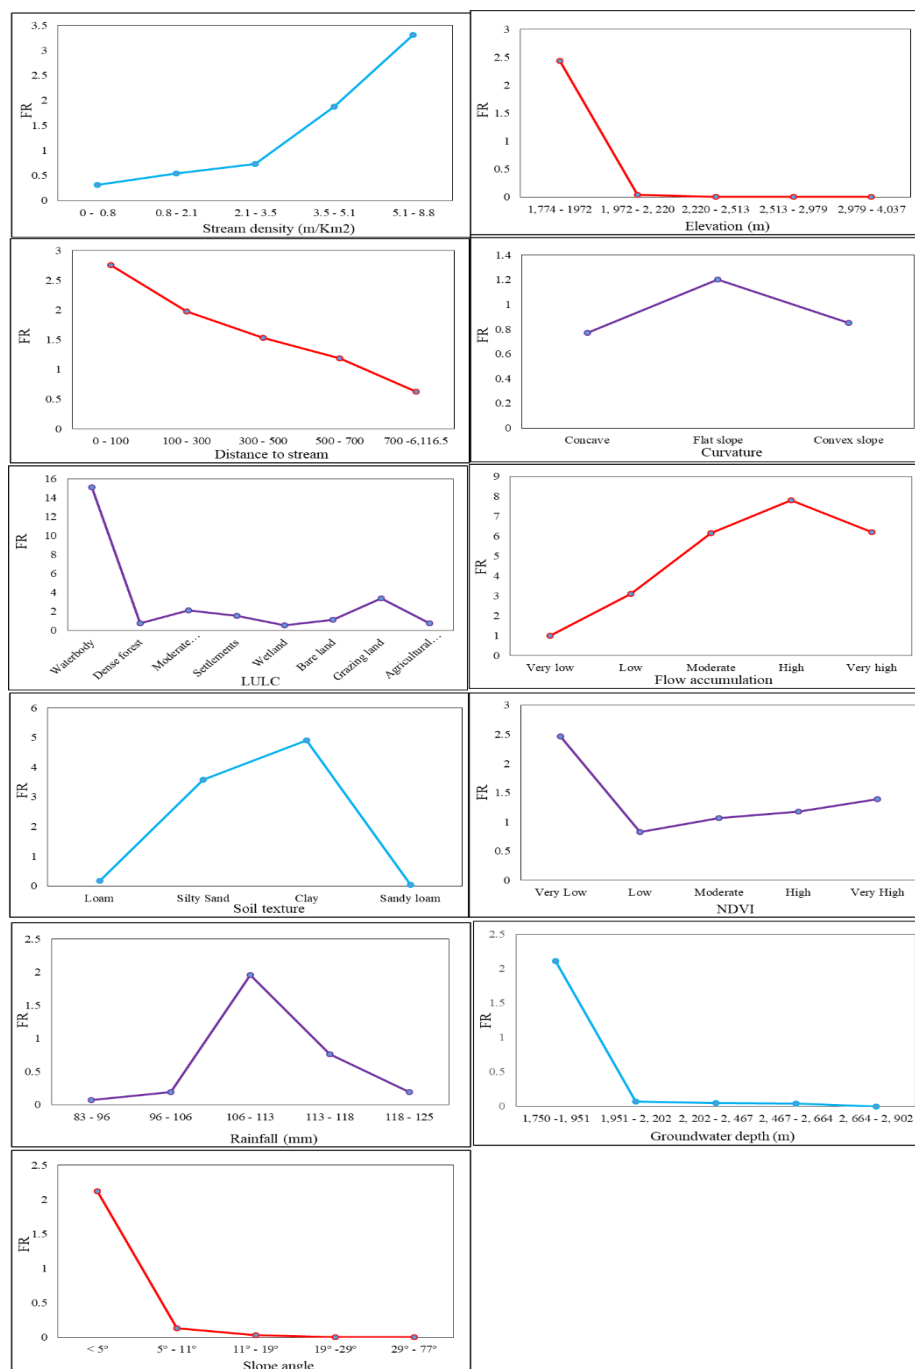 3.5
3
2.5
2
1.5
1
0.5
0
FR
0 - 0.8 0.8 - 2.1 2.1 - 3.5 3.5 - 5.1 5.1 - 8.8
Stream density (m/Km2)
3
2.5
2
1.5
1
0.5
0
FR
1,774 - 1972 1, 972 - 2, 220 2,220 - 2,513 2,513 - 2,979 2,979 - 4,037
Elevation (m)
3
2.5
2
1.5
1
0.5
0
FR
0 - 100 100 - 300 300 - 500 500 - 700 700 -6,116.5
Distance to stream
1.4
1.2
1
0.8
0.6
0.4
0.2
0
FR
Concave Flat slope Convex slope
Curvature
16
14
12
10
8
6
4
2
0
FR
Waterbody Dense forest Moderate… Settlements Wetland Bare land Grazing land Agricultural…
LULC
9
8
7
6
5
4
3
2
1
0
FR
Very low Low Moderate High Very high
Flow accumulation
6
5
4
3
2
1
0
FR
Loam Silty Sand Clay Sandy loam
Soil texture
3
2.5
2
1.5
1
0.5
0
FR
Very Low Low Moderate High Very High
NDVI
2.5
2
1.5
1
0.5
0
FR
83 - 96 96 - 106 106 - 113 113 - 118 118 - 125
Rainfall (mm)
2.5
2
1.5
1
0.5
0
FR
1,750 -1, 951 1,951 - 2, 202 2, 202 - 2,467 2,467 - 2,664 2, 664 - 2, 902
Groundwater depth (m)
2.5
2
1.5
1
0.5
0
FR
< 5° 5° - 11° 11° - 19° 19° -29° 29° - 77°
Slope angle